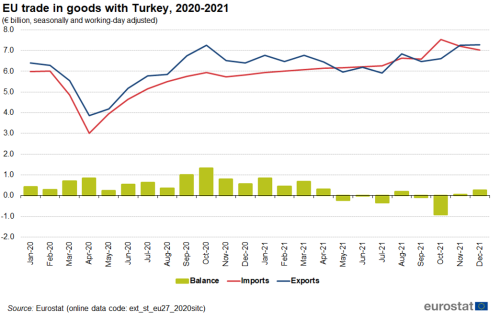 EU trade in goods with Turkey, 2020-2021
(€ billion, seasonally and working-day adjusted)
8.0
7.0
6.0
5.0
4.0
3.0
2.0
1.0
0.0
-1.0
-2.0
Jan-20 Feb-20 Mar-20 Apr-20 May-20 Jun-20 Jul-20 Aug-20 Sep-20 Oct-20 Nov-20 Dec-20 Jan-21 Feb-21 Mar-21 Apr-21 May-21 Jun-21 Jul-21 Aug-21 Sep-21 Oct-21 Nov-21 Dec-21
Balance Imports Exports
Source: Eurostat (online data code: ext_st_eu27_2020sitc)
eurostat